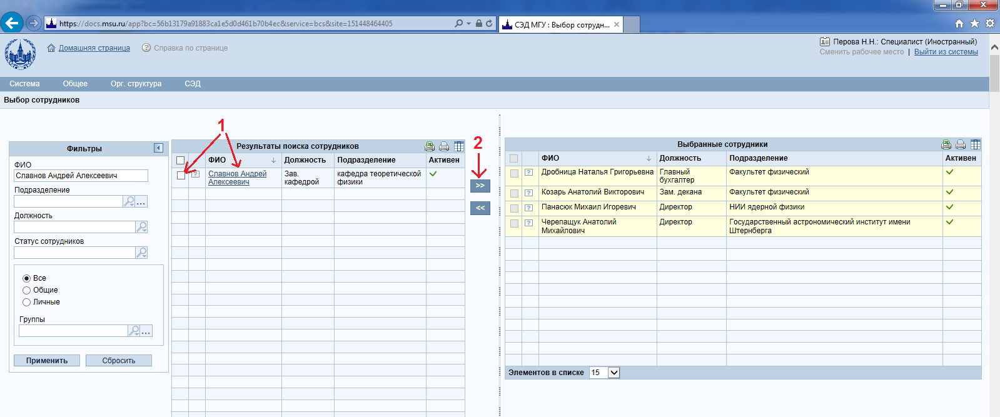 https://docs.msu.ru/app?bc=56b13179a91883ca1e5d0d461b70b4ec&service=bcs&site=151448464405
СЭД МГУ : Выбор сотрудн...
Домашняя страница
Справка по странице
Перова Н.Н.: Специалист (Иностранный)
Сменить рабочее место | Выйти из системы
Система Общее Орг. структура СЭД
Выбор сотрудников
1
2
Фильтры
ФИО
Славнов Андрей Алексеевич
Подразделение
...
Должность
Статус сотрудников
Все
Общие
Личные
Группы
...
Применить Сбросить
Результаты поиска сотрудников
ФИО Должность Подразделение Активен
Славнов Андрей Зав. кафедра теоретической
Алексеевич кафедрой физики
>>
<<
Выбранные сотрудники
ФИО Должность Подразделение Активен
Дробница Наталья Григорьевна Главный Факультет физический
бухгалтер
Козарь Анатолий Викторович Зам. декана Факультет физический
Панасюк Михаил Игоревич Директор НИИ ядерной физики
Черепащук Анатолий Директор Государственный астрономический институт имени
Михайлович Штернберга
Элементов в списке 15